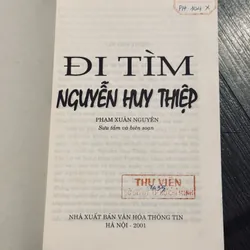 ĐI TÌM
NGUYỄN HUY THIỆP
PHẠM XUÂN NGUYÊN
Sưu tầm và biên soạn
THƯ VIỆN
NHÀ XUẤT BẢN VĂN HÓA THÔNG TIN
HÀ NỘI - 2001